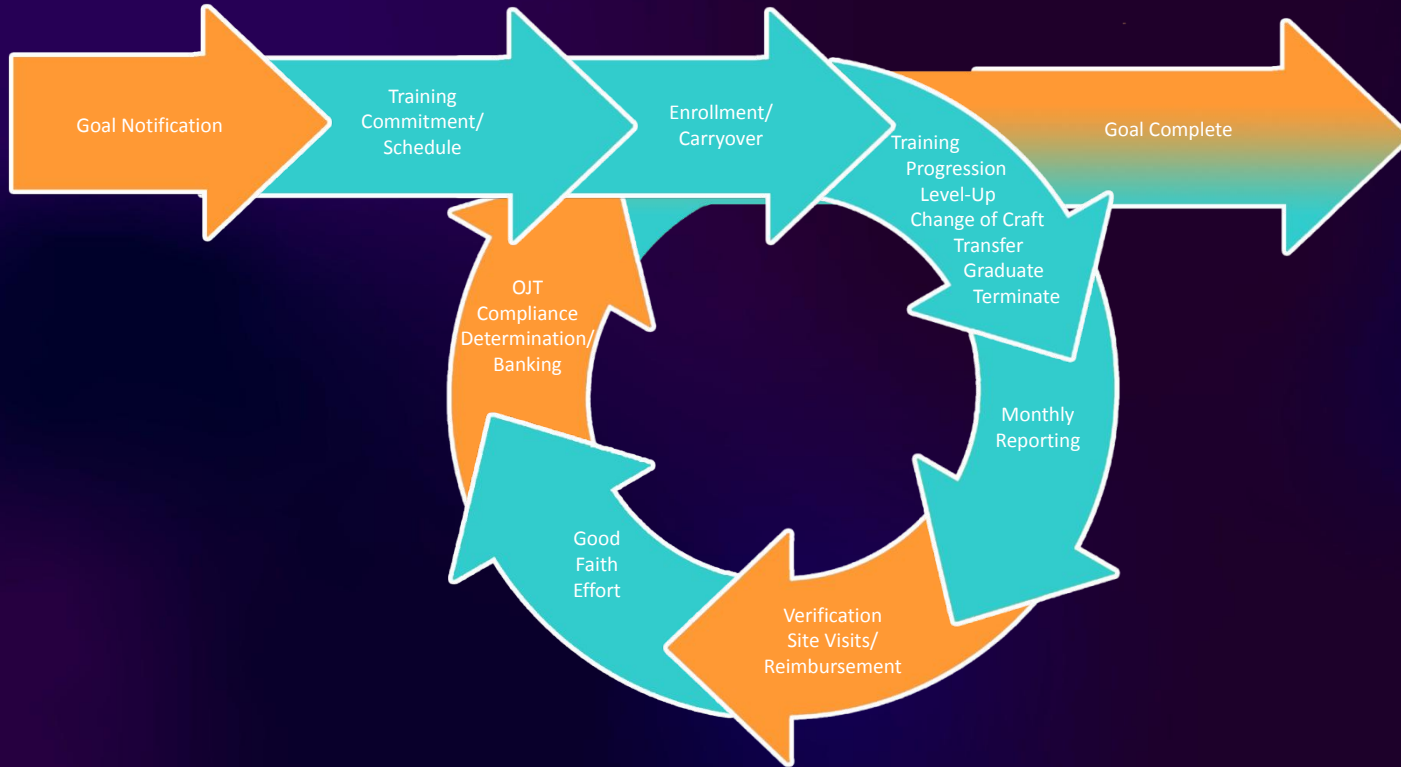 Goal Notification
Training
Commitment/
Schedule
Enrollment/
Carryover
Training
Progression
Level-Up
Change of Craft
Transfer
Graduate
Terminate
Goal Complete
Monthly
Reporting
Verification
Site Visits/
Reimbursement
Good
Faith
Effort
OJT
Compliance
Determination/
Banking